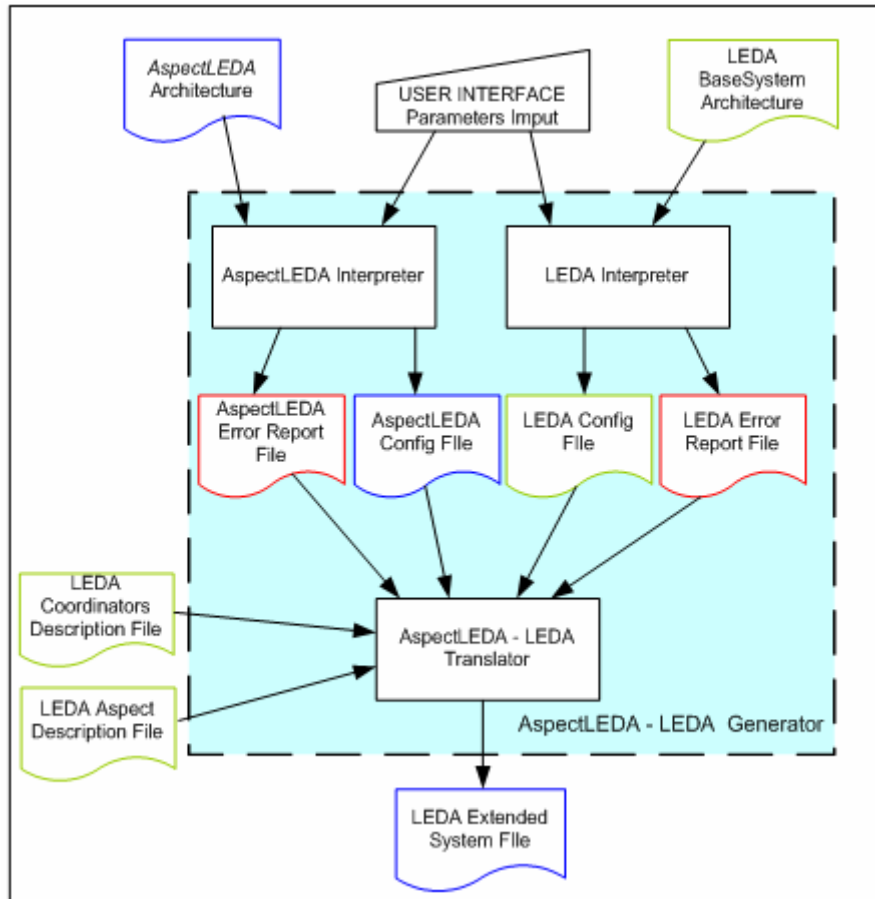 AspectLEDA
Architecture
USER INTERFACE
Parameters Imput
LEDA
BaseSystem
Architecture
AspectLEDA Interpreter
LEDA Interpreter
AspectLEDA
Error Report
File
AspectLEDA
Config FIle
LEDA Config
FIle
LEDA Error
Report File
LEDA
Coordinators
Description File
AspectLEDA - LEDA
Translator
LEDA Aspect
Description File
AspectLEDA - LEDA Generator
LEDA Extended
System FIle